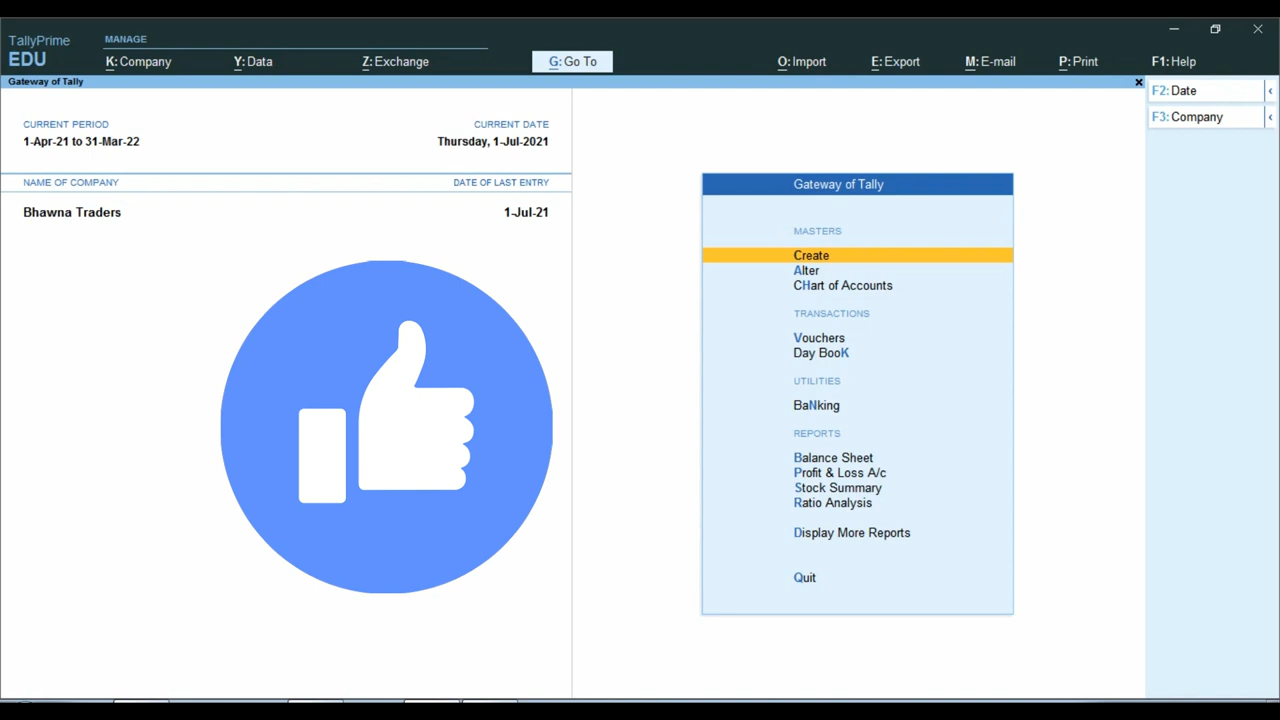 TallyPrime
EDU
MANAGE
K: Company
Y: Data
Z: Exchange
G: Go To
O: Import
E: Export
M: E-mail
P: Print
F1: Help
Gateway of Tally
F2: Date
F3: Company
CURRENT PERIOD
CURRENT DATE
1-Apr-21 to 31-Mar-22
Thursday, 1-Jul-2021
NAME OF COMPANY
DATE OF LAST ENTRY
Bhawna Traders
1-Jul-21
Gateway of Tally
MASTERS
Create
Alter
CHart of Accounts
TRANSACTIONS
Vouchers
Day BooK
UTILITIES
BaNking
REPORTS
Balance Sheet
Profit & Loss A/c
Stock Summary
Ratio Analysis
Display More Reports
Quit